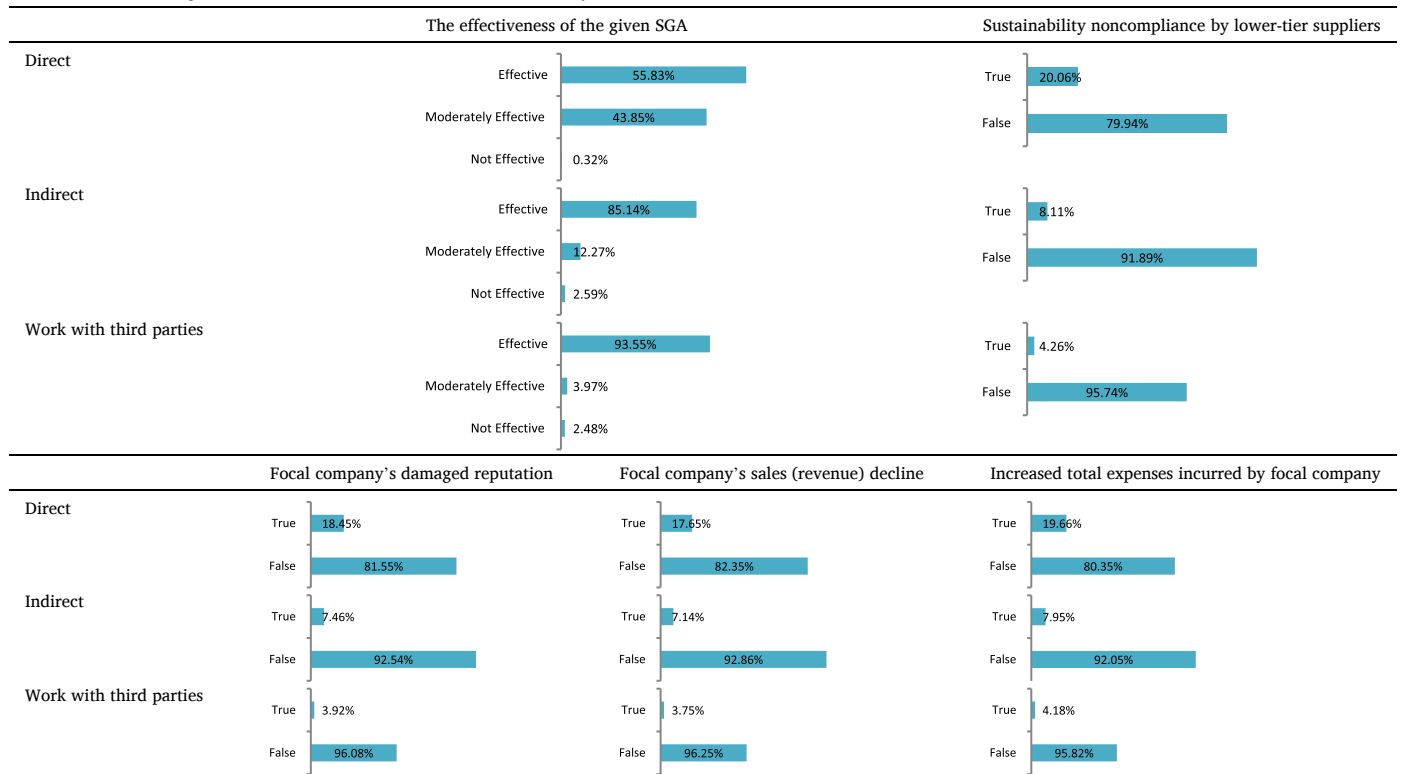 The effectiveness of the given SGA
Sustainability noncompliance by lower-tier suppliers
Direct
Effective 55.83%
Moderately Effective 43.85%
Not Effective 0.32%
True 20.06%
False 79.94%
Indirect
Effective 85.14%
Moderately Effective 12.27%
Not Effective 2.59%
True 8.11%
False 91.89%
Work with third parties
Effective 93.55%
Moderately Effective 3.97%
Not Effective 2.48%
True 4.26%
False 95.74%
Focal company's damaged reputation
Focal company's sales (revenue) decline
Increased total expenses incurred by focal company
Direct
True 18.45%
False 81.55%
True 17.65%
False 82.35%
True 19.66%
False 80.35%
Indirect
True 7.46%
False 92.54%
True 7.14%
False 92.86%
True 7.95%
False 92.05%
Work with third parties
True 3.92%
False 96.08%
True 3.75%
False 96.25%
True 4.18%
False 95.82%